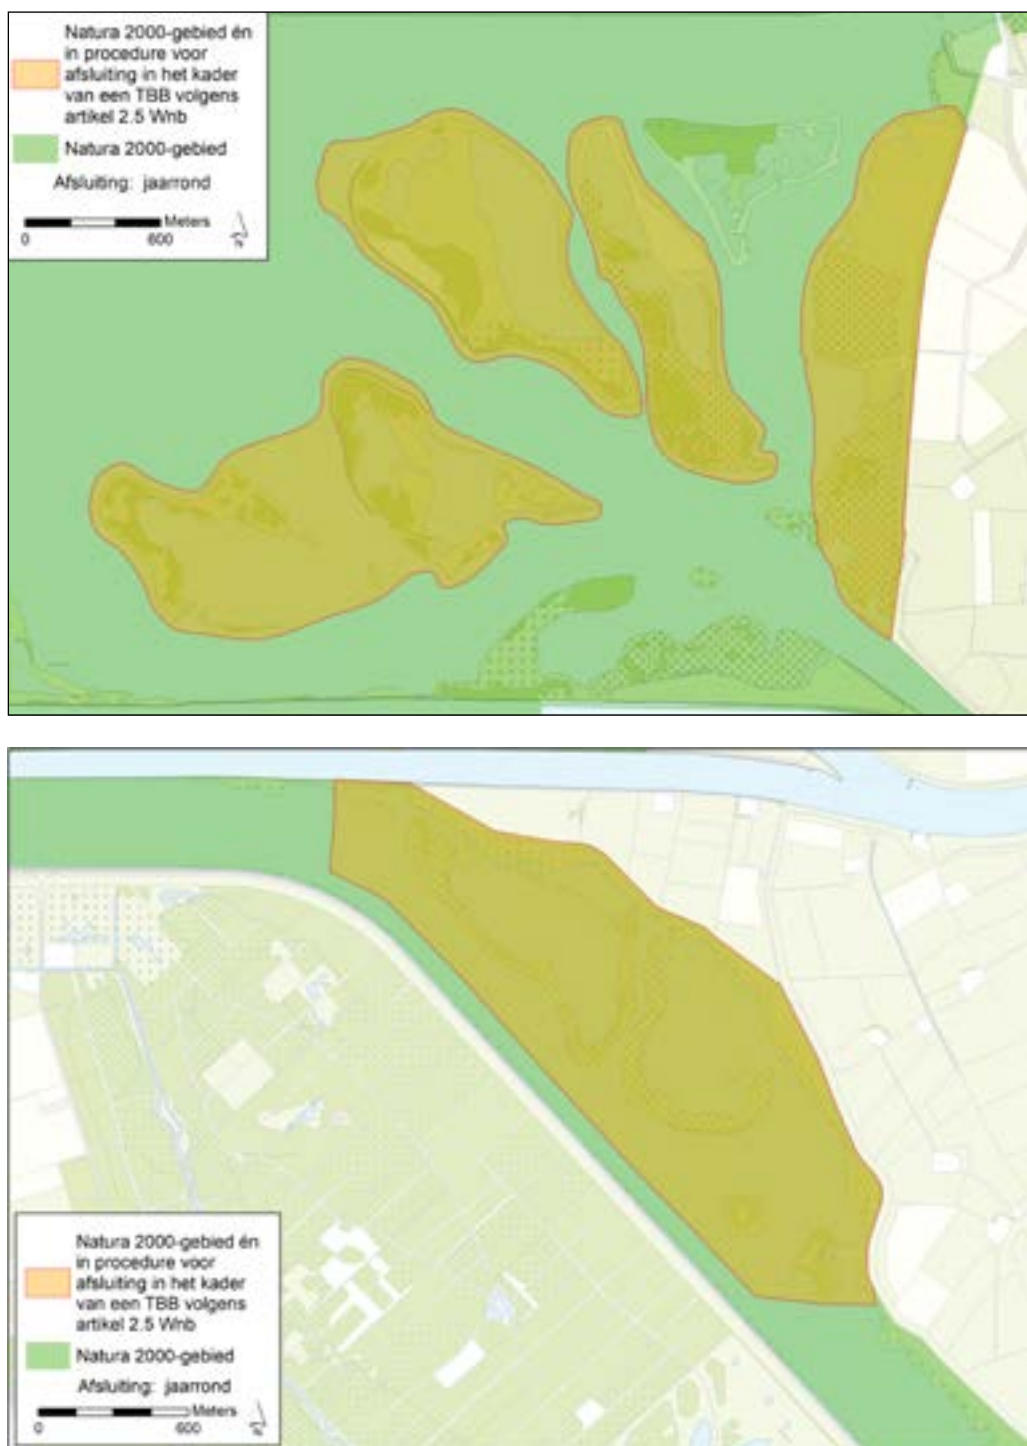 Natura 2000-gebied én
in procedure voor
afsluiting in het kader
van een TBB volgens
artikel 2.5 Wnb
Natura 2000-gebied
Afsluiting: jaarrond
Meters
0 600
N
Natura 2000-gebied én
in procedure voor
afsluiting in het kader
van een TBB volgens
artikel 2.5 Wnb
Natura 2000-gebied
Afsluiting: jaarrond
Meters
0 600
N